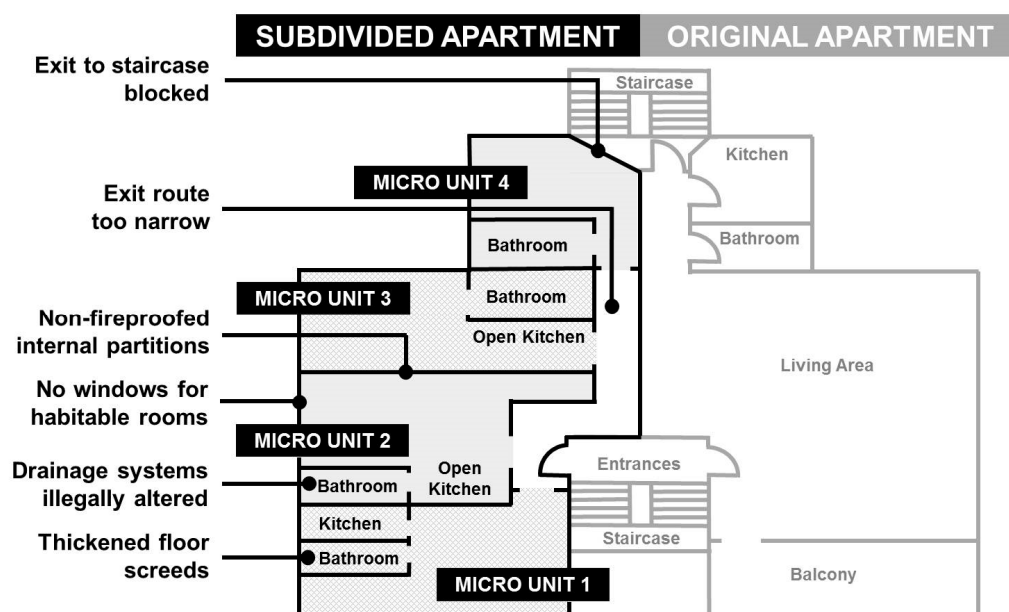 SUBDIVIDED APARTMENT
ORIGINAL APARTMENT
Exit to staircase
blocked
Staircase
Kitchen
MICRO UNIT 4
Exit route
too narrow
Bathroom
Bathroom
MICRO UNIT 3
Bathroom
Non-fireproofed
internal partitions
Open Kitchen
Living Area
No windows for
habitable rooms
MICRO UNIT 2
Entrances
Drainage systems
illegally altered
Bathroom
Open
Kitchen
Kitchen
Staircase
Thickened floor
screeds
Bathroom
MICRO UNIT 1
Balcony